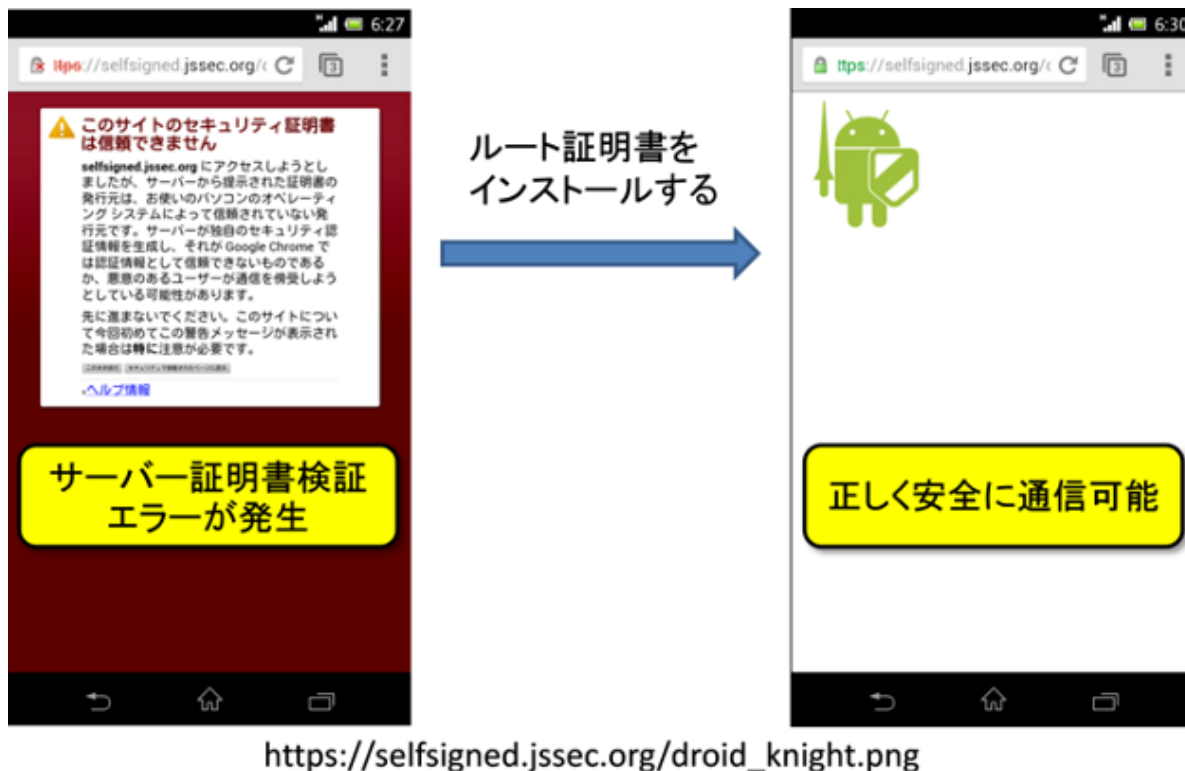 6:27
https://selfsigned.jssec.org/c
3
このサイトのセキュリティ証明書
は信頼できません
selfsigned.jssec.org にアクセスしようとし
ましたが、サーバーから提示された証明書の
発行元は、お使いのパソコンのオペレーティ
ング システムによって信頼されていない発
行元です。サーバーが独自のセキュリティ認
証情報を生成し、それが Google Chrome で
は認証情報として信頼できないものである
か、悪意のあるユーザーが通信を傍受しよう
としている可能性があります。
先に進まないでください。このサイトについ
て今回初めてこの警告メッセージが表示され
た場合は特に注意が必要です。
ヘルプ情報
サーバー証明書検証
エラーが発生
ルート証明書を
インストールする
6:30
ttps://selfsigned.jssec.org/c
3
正しく安全に通信可能
https://selfsigned.jssec.org/droid_knight.png